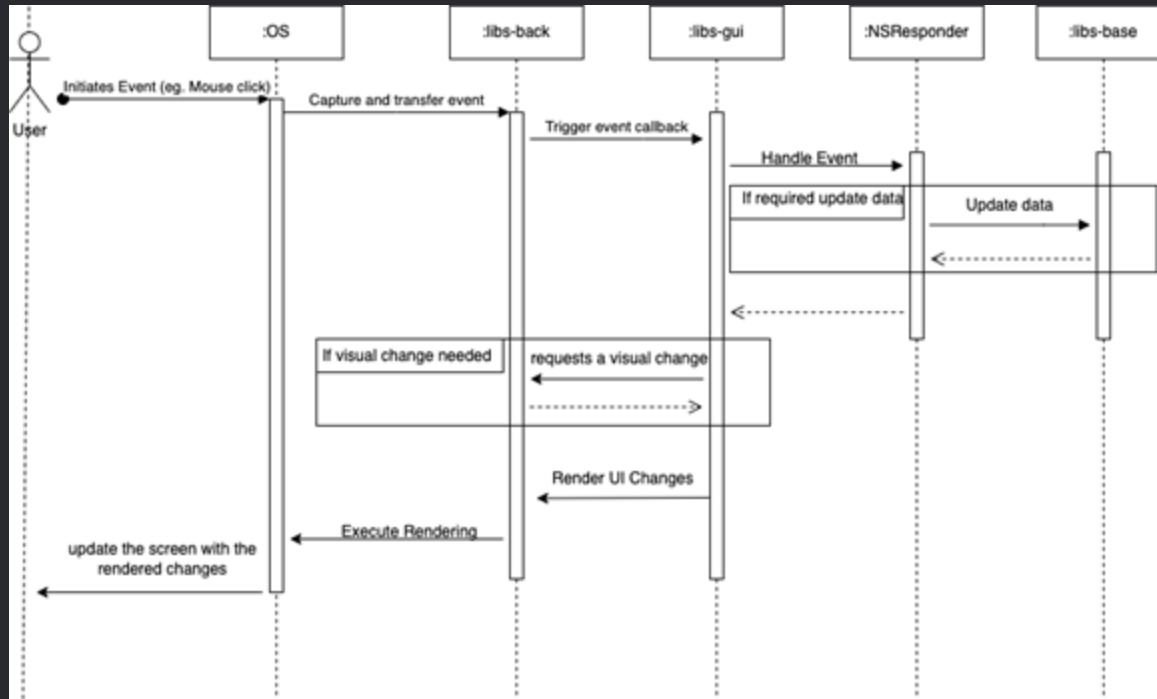 :OS
:libs-back
:libs-gui
:NSResponder
:libs-base
Initiates Event (eg. Mouse click)
User
Capture and transfer event
Trigger event callback
Handle Event
If required update data
Update data
If visual change needed
requests a visual change
Render UI Changes
Execute Rendering
update the screen with the
rendered changes